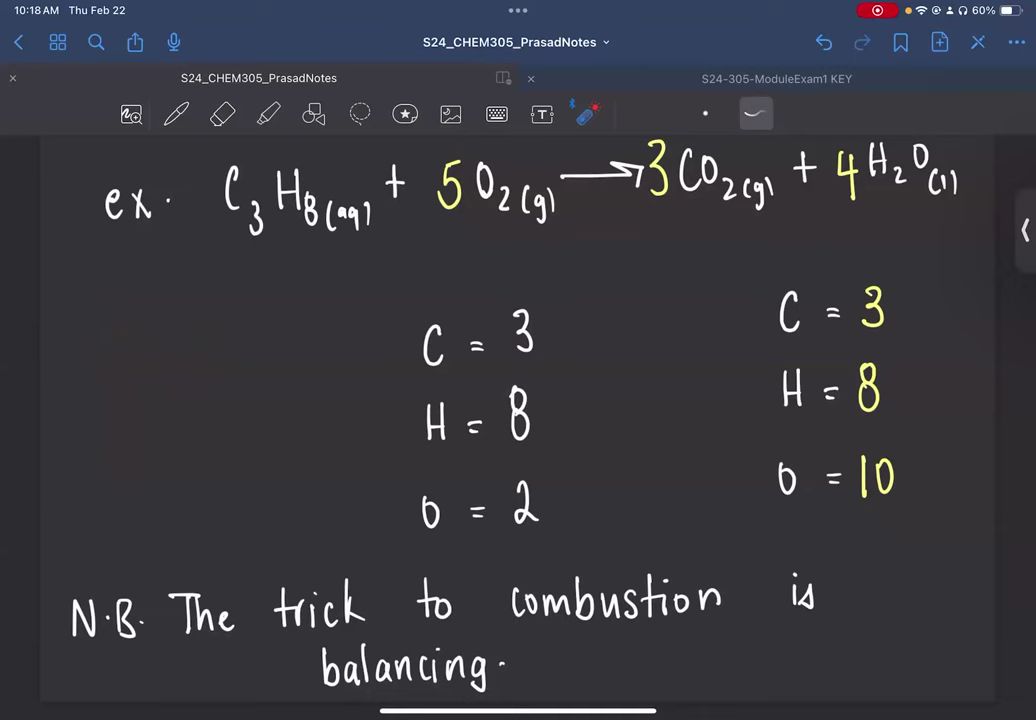 10:18 AM Thu Feb 22
60%
S24_CHEM305_PrasadNotes
S24_CHEM305_PrasadNotes
S24-305-ModuleExam1 KEY
ex. C3H8(aq) + 5O2(g) → 3CO2(g) + 4H2O(l)
C = 3 C = 3
H = 8 H = 8
O = 2 O = 10
N.B. The trick to combustion is
balancing.